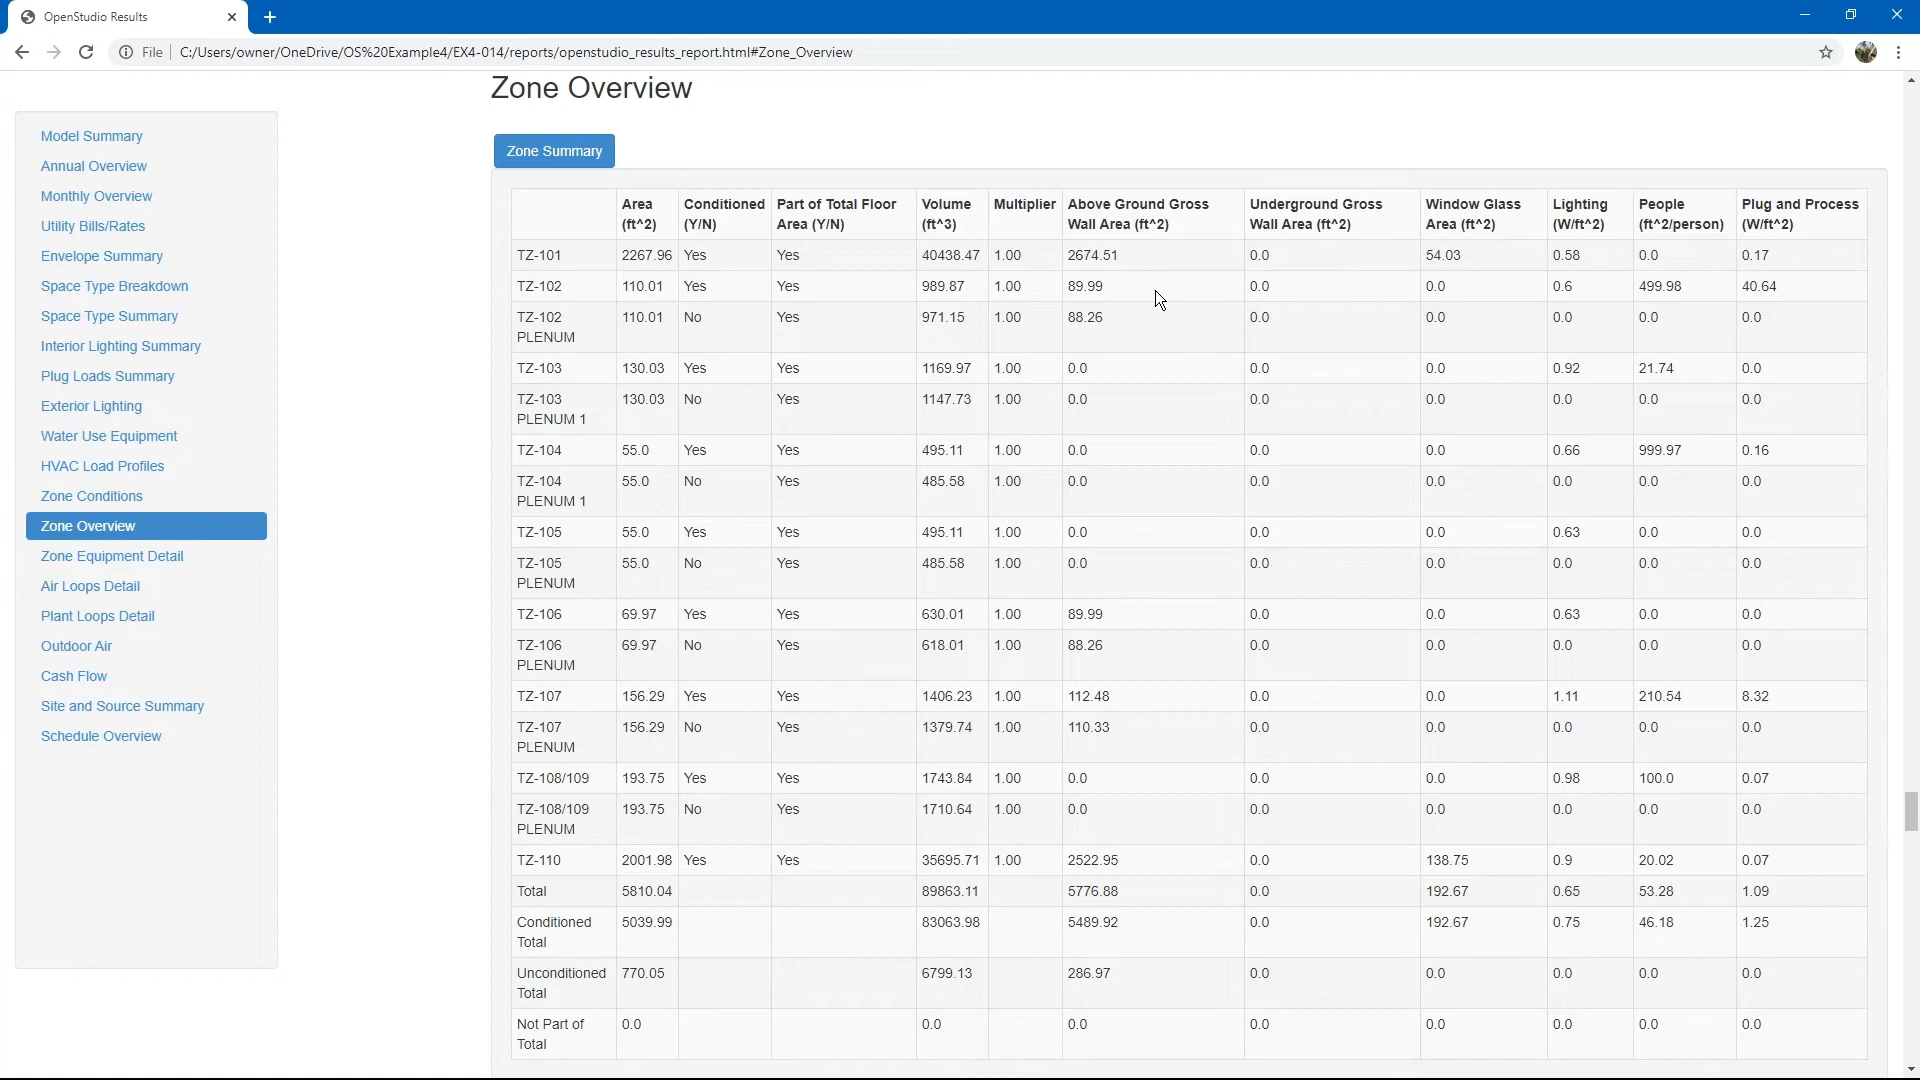 OpenStudio Results
File C:/Users/owner/OneDrive/OS%20Example4/EX4-014/reports/openstudio_results_report.html#Zone_Overview
Zone Overview
Model Summary
Annual Overview
Monthly Overview
Utility Bills/Rates
Envelope Summary
Space Type Breakdown
Space Type Summary
Interior Lighting Summary
Plug Loads Summary
Exterior Lighting
Water Use Equipment
HVAC Load Profiles
Zone Conditions
Zone Overview
Zone Equipment Detail
Air Loops Detail
Plant Loops Detail
Outdoor Air
Cash Flow
Site and Source Summary
Schedule Overview
Zone Summary
Area Conditioned Part of Total Floor Volume Multiplier Above Ground Gross Underground Gross Window Glass Lighting People Plug and Process
(ft^2) (Y/N) Area (Y/N) (ft^3) Wall Area (ft^2) Wall Area (ft^2) Area (ft^2) (W/ft^2) (ft^2/person) (W/ft^2)
TZ-101 2267.96 Yes Yes 40438.47 1.00 2674.51 0.0 54.03 0.58 0.0 0.17
TZ-102 110.01 Yes Yes 989.87 1.00 89.99 0.0 0.0 0.6 499.98 40.64
TZ-102 110.01 No Yes 971.15 1.00 88.26 0.0 0.0 0.0 0.0 0.0
PLENUM
TZ-103 130.03 Yes Yes 1169.97 1.00 0.0 0.0 0.0 0.92 21.74 0.0
TZ-103 130.03 No Yes 1147.73 1.00 0.0 0.0 0.0 0.0 0.0 0.0
PLENUM 1
TZ-104 55.0 Yes Yes 495.11 1.00 0.0 0.0 0.0 0.66 999.97 0.16
TZ-104 55.0 No Yes 485.58 1.00 0.0 0.0 0.0 0.0 0.0 0.0
PLENUM 1
TZ-105 55.0 Yes Yes 495.11 1.00 0.0 0.0 0.0 0.63 0.0 0.0
TZ-105 55.0 No Yes 485.58 1.00 0.0 0.0 0.0 0.0 0.0 0.0
PLENUM
TZ-106 69.97 Yes Yes 630.01 1.00 89.99 0.0 0.0 0.63 0.0 0.0
TZ-106 69.97 No Yes 618.01 1.00 88.26 0.0 0.0 0.0 0.0 0.0
PLENUM
TZ-107 156.29 Yes Yes 1406.23 1.00 112.48 0.0 0.0 1.11 210.54 8.32
TZ-107 156.29 No Yes 1379.74 1.00 110.33 0.0 0.0 0.0 0.0 0.0
PLENUM
TZ-108/109 193.75 Yes Yes 1743.84 1.00 0.0 0.0 0.0 0.98 100.0 0.07
TZ-108/109 193.75 No Yes 1710.64 1.00 0.0 0.0 0.0 0.0 0.0 0.0
PLENUM
TZ-110 2001.98 Yes Yes 35695.71 1.00 2522.95 0.0 138.75 0.9 20.02 0.07
Total 5810.04 89863.11 5776.88 0.0 192.67 0.65 53.28 1.09
Conditioned 5039.99 83063.98 5489.92 0.0 192.67 0.75 46.18 1.25
Total
Unconditioned 770.05 6799.13 286.97 0.0 0.0 0.0 0.0 0.0
Total
Not Part of 0.0 0.0 0.0 0.0 0.0 0.0 0.0 0.0
Total